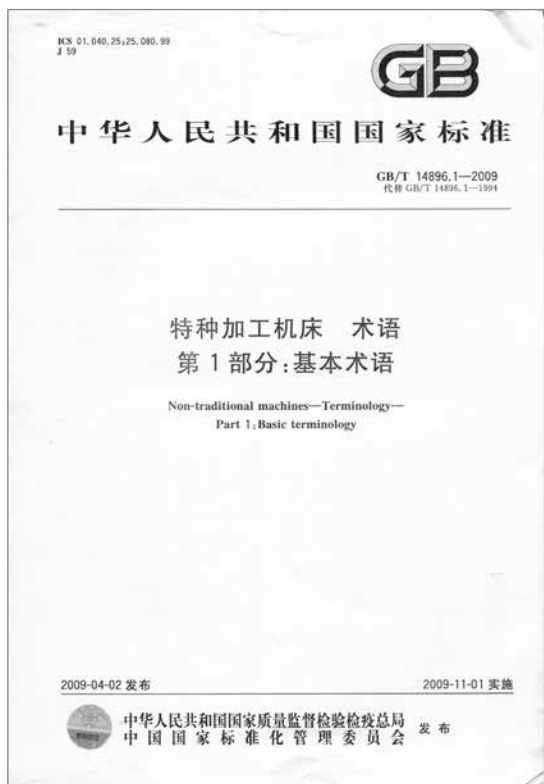 ICS 01.040.25;25.080.99
J 59
GB
中华人民共和国国家标准
GB/T 14896.1—2009
代替 GB/T 14896.1—1994
特种加工机床 术语
第 1 部分:基本术语
Non-traditional machines—Terminology—
Part 1:Basic terminology
2009-04-02 发布
2009-11-01 实施
中华人民共和国国家质量监督检验检疫总局
中国国家标准化管理委员会
发布